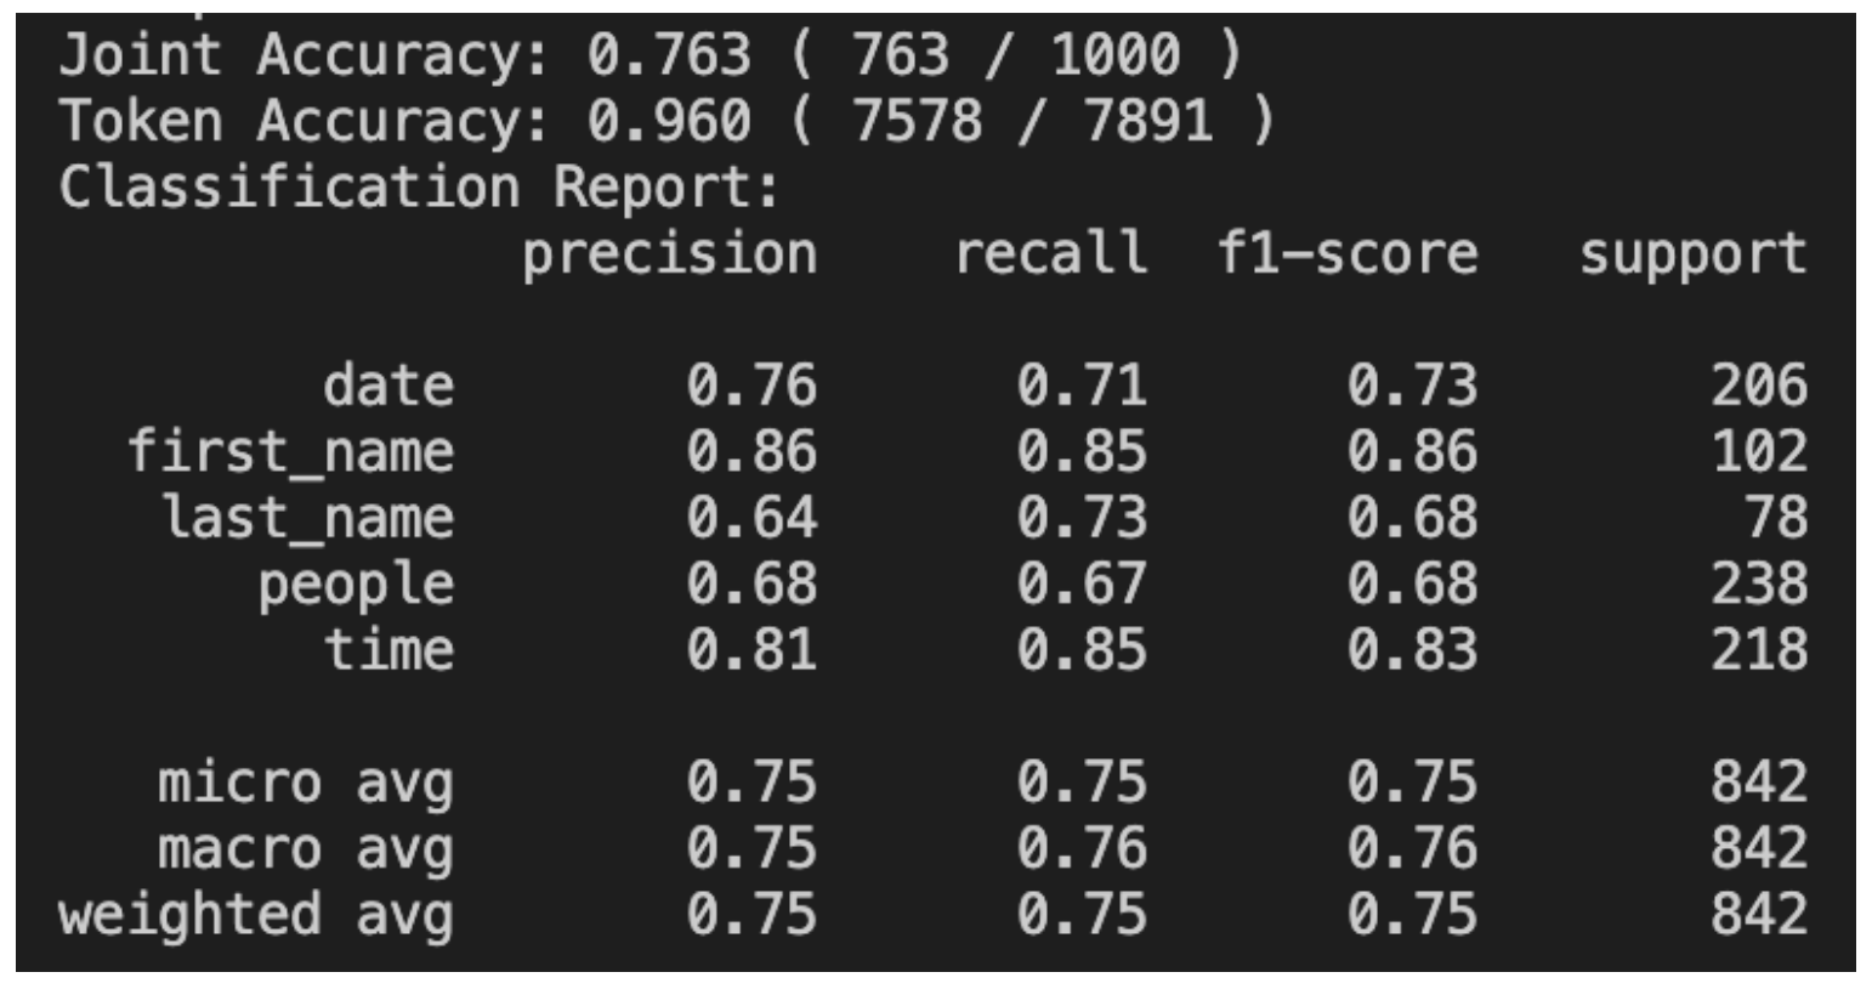 Joint Accuracy: 0.763 ( 763 / 1000 )
Token Accuracy: 0.960 ( 7578 / 7891 )
Classification Report:
precision recall f1-score support
date 0.76 0.71 0.73 206
first_name 0.86 0.85 0.86 102
last_name 0.64 0.73 0.68 78
people 0.68 0.67 0.68 238
time 0.81 0.85 0.83 218
micro avg 0.75 0.75 0.75 842
macro avg 0.75 0.76 0.76 842
weighted avg 0.75 0.75 0.75 842